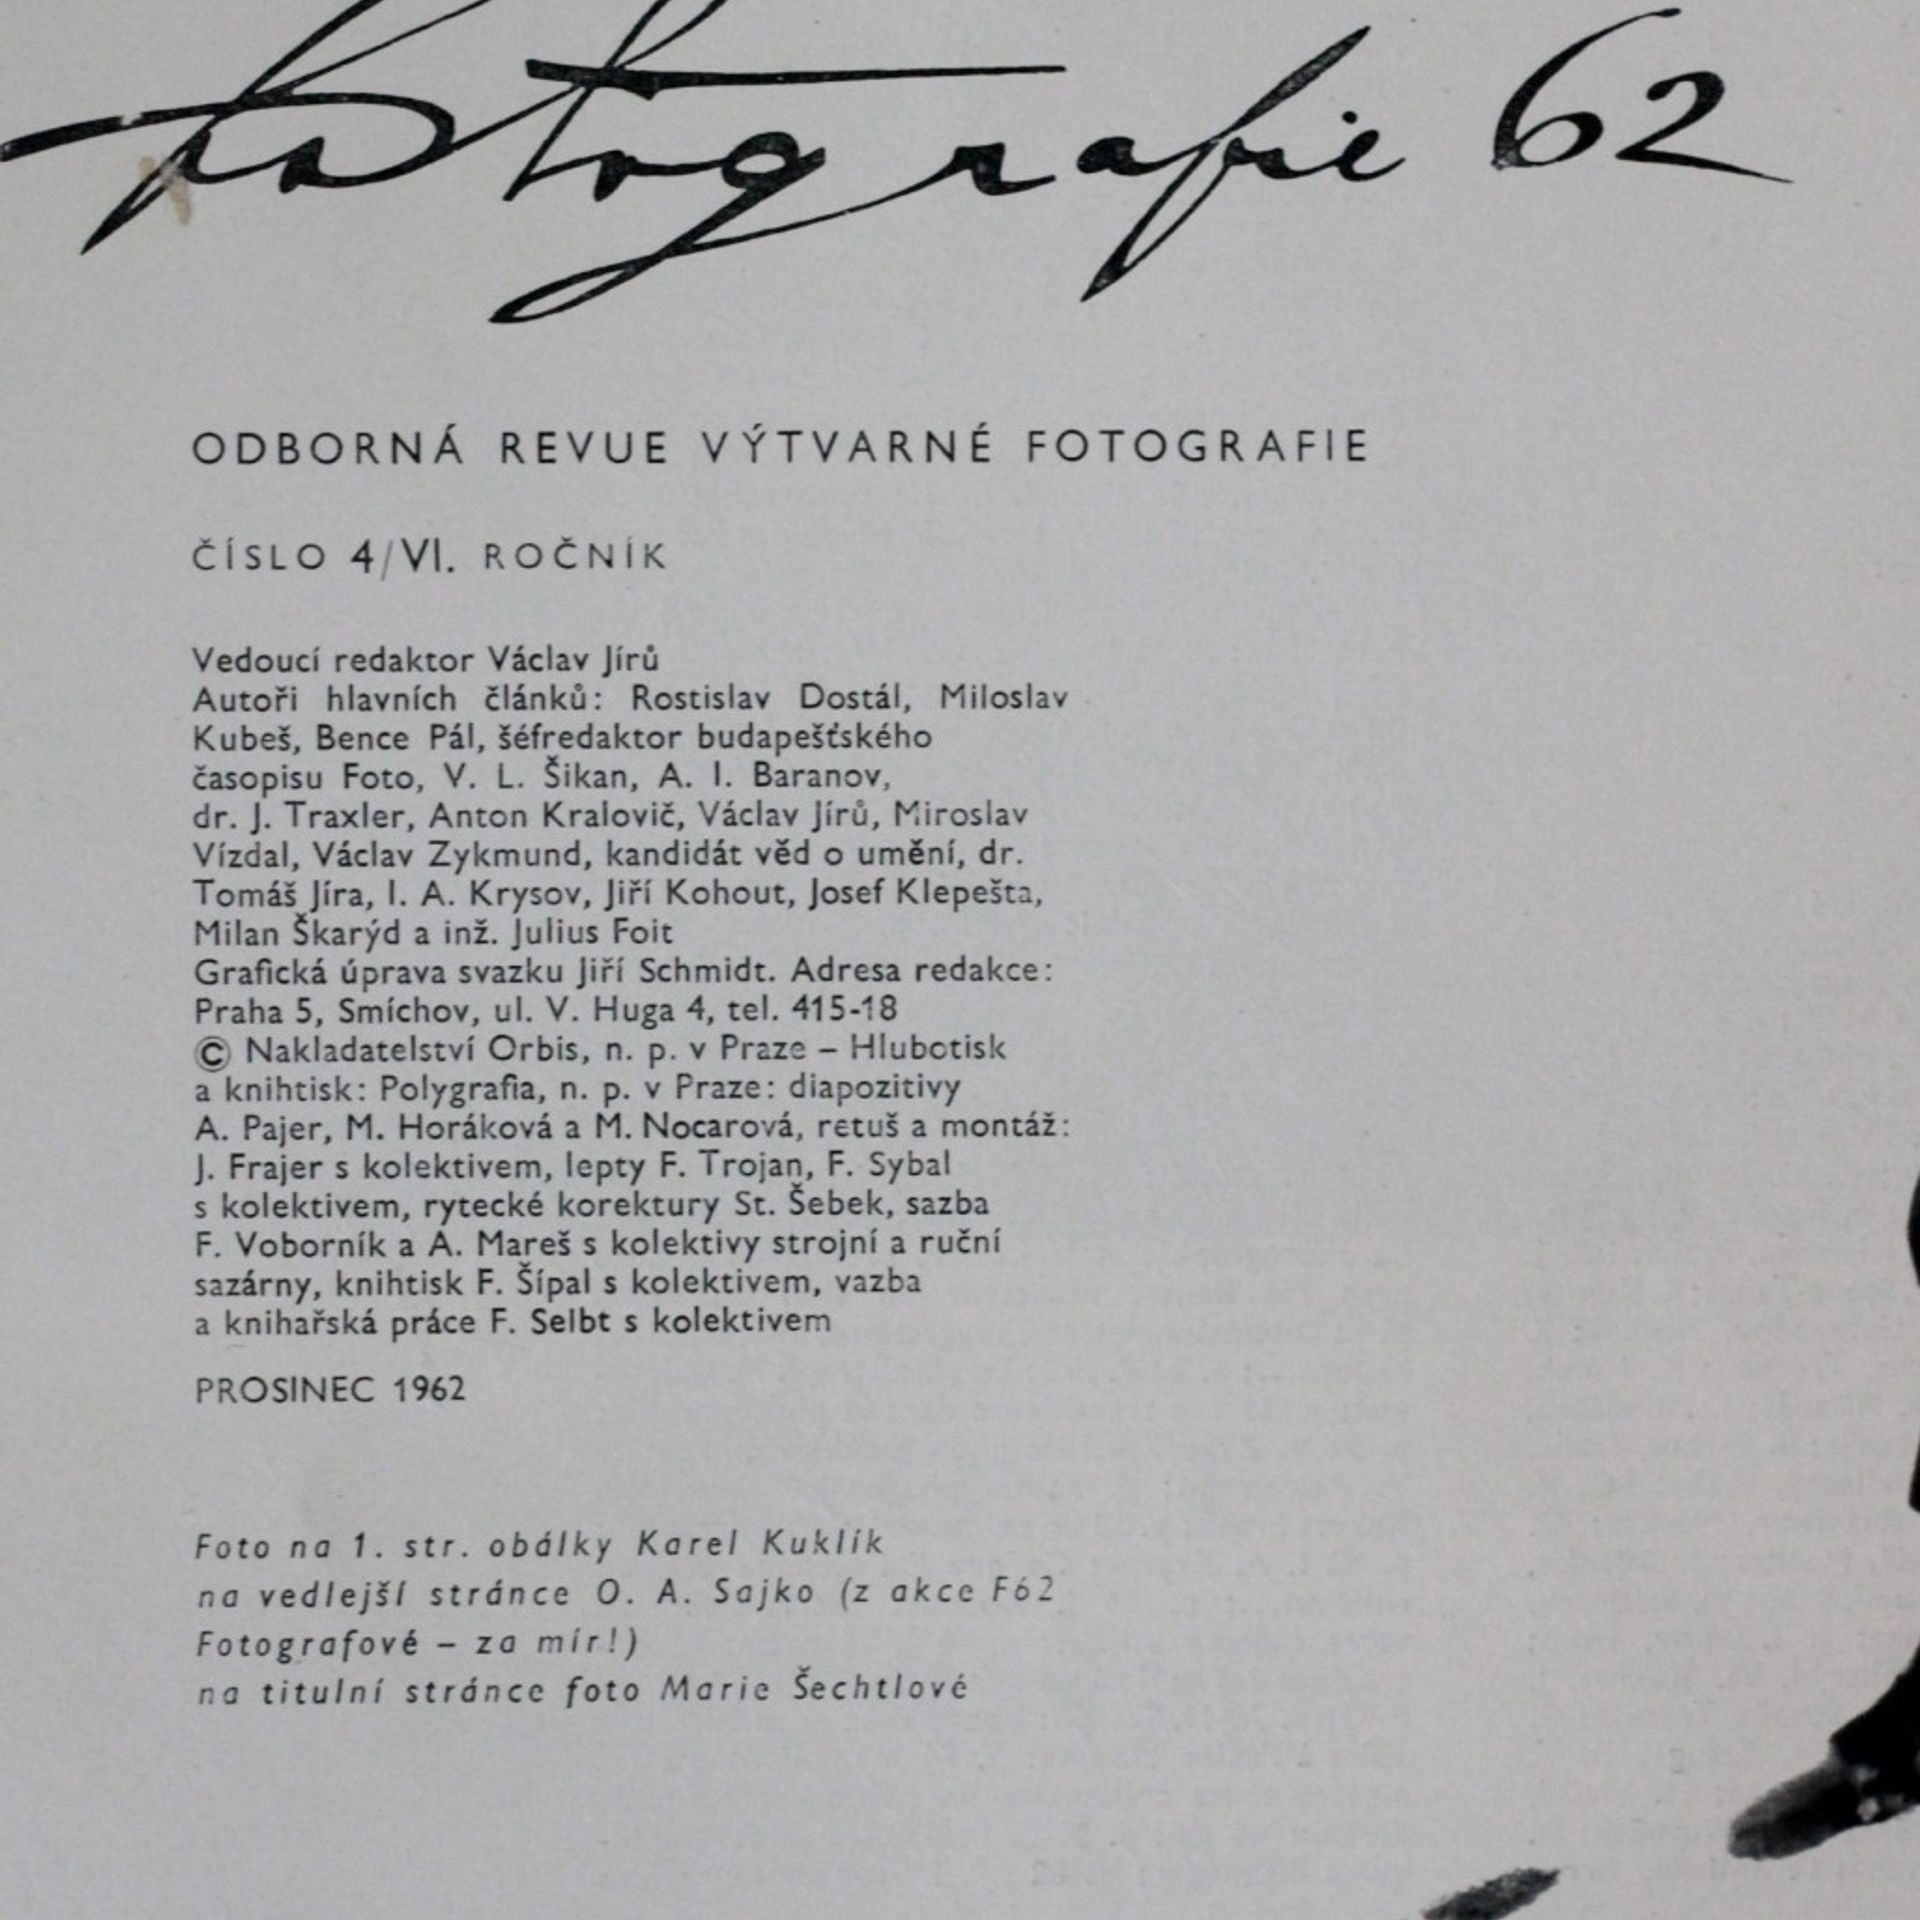 fotografie 62
ODBORNÁ REVUE VÝTVARNÉ FOTOGRAFIE
ČÍSLO 4/VI. ROČNÍK
Vedoucí redaktor Václav Jírů
Autoři hlavních článků: Rostislav Dostál, Miloslav
Kubeš, Bence Pál, šéfredaktor budapešťského
časopisu Foto, V. L. Šikan, A. I. Baranov,
dr. J. Traxler, Anton Kralovič, Václav Jírů, Miroslav
Vízdal, Václav Zykmund, kandidát věd o umění, dr.
Tomáš Jíra, I. A. Krysov, Jiří Kohout, Josef Klepešta,
Milan Škarýd a inž. Julius Foit
Grafická úprava svazku Jiří Schmidt. Adresa redakce:
Praha 5, Smíchov, ul. V. Huga 4, tel. 415-18
© Nakladatelství Orbis, n. p. v Praze – Hlubotisk
a knihtisk: Polygrafia, n. p. v Praze: diapozitivy
A. Pajer, M. Horáková a M. Nocarová, retuš a montáž:
J. Frajer s kolektivem, lepty F. Trojan, F. Sybal
s kolektivem, rytecké korektury St. Šebek, sazba
F. Voborník a A. Mareš s kolektivy strojní a ruční
sazárny, knihtisk F. Šípal s kolektivem, vazba
a knihařská práce F. Selbt s kolektivem
PROSINEC 1962
Foto na 1. str. obálky Karel Kuklík
na vedlejší stránce O. A. Sajko (z akce F62
Fotografové – za mír!)
na titulní stránce foto Marie Šechtlové